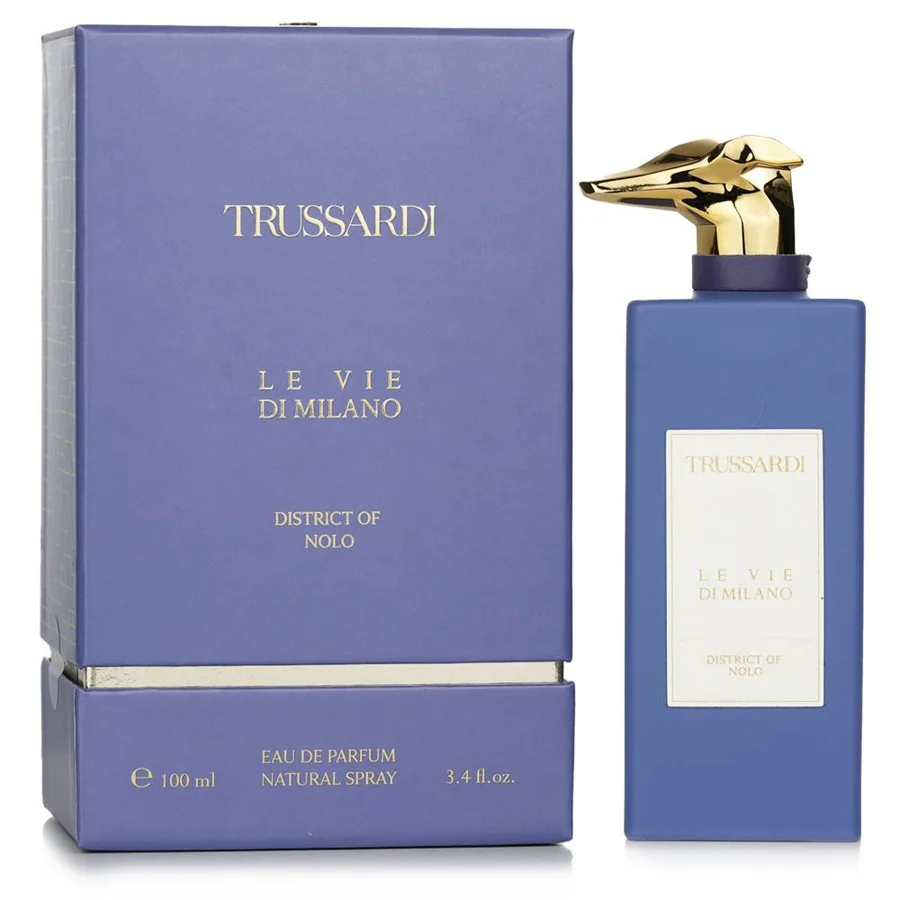 TRUSSARDI
LE VIE
DI MILANO
DISTRICT OF
NOLO
EAU DE PARFUM
NATURAL SPRAY
℮ 100 ml
3.4 fl.oz.
TRUSSARDI
LE VIE
DI MILANO
DISTRICT OF
NOLO